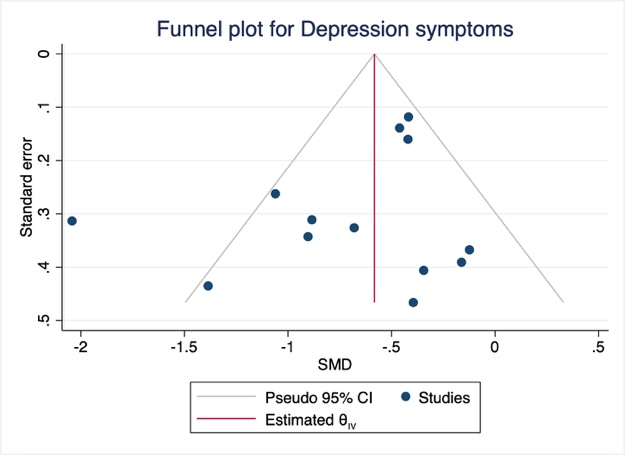 Funnel plot for Depression symptoms
0
.1
.2
.3
.4
.5
Standard error
-2
-1.5
-1
-.5
0
.5
SMD
Pseudo 95% CI
Studies
Estimated θIV